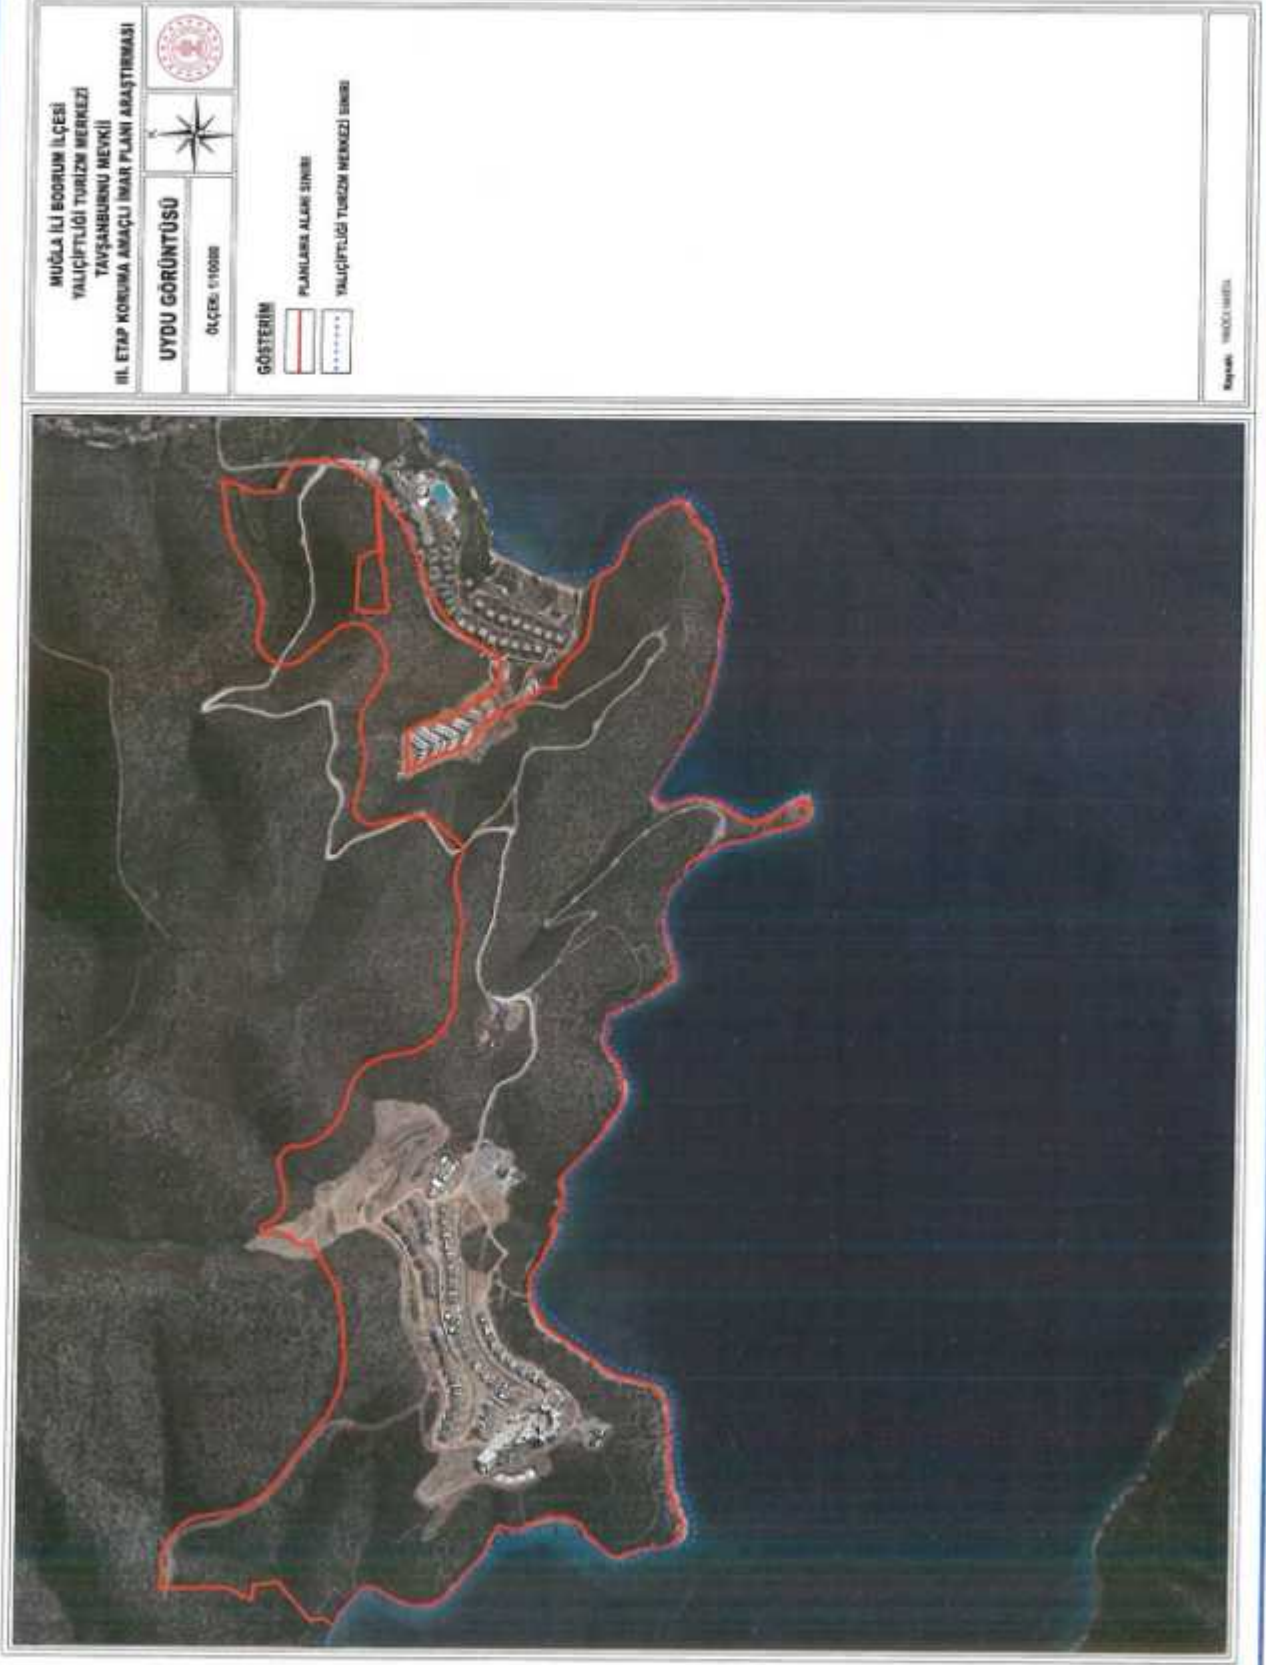 MUĞLA İLİ BODRUM İLÇESİ
YALIÇİFTLİĞİ TURİZM MERKEZİ
TAVŞANBURNU MEVKİİ
III. ETAP KORUMA AMAÇLI İMAR PLANI ARAŞTIRMASI
UYDU GÖRÜNTÜSÜ
ÖLÇEK: 1/10000
GÖSTERİM
PLANLAMA ALANI SINIRI
YALIÇİFTLİĞİ TURİZM MERKEZİ SINIRI
Kaynak: